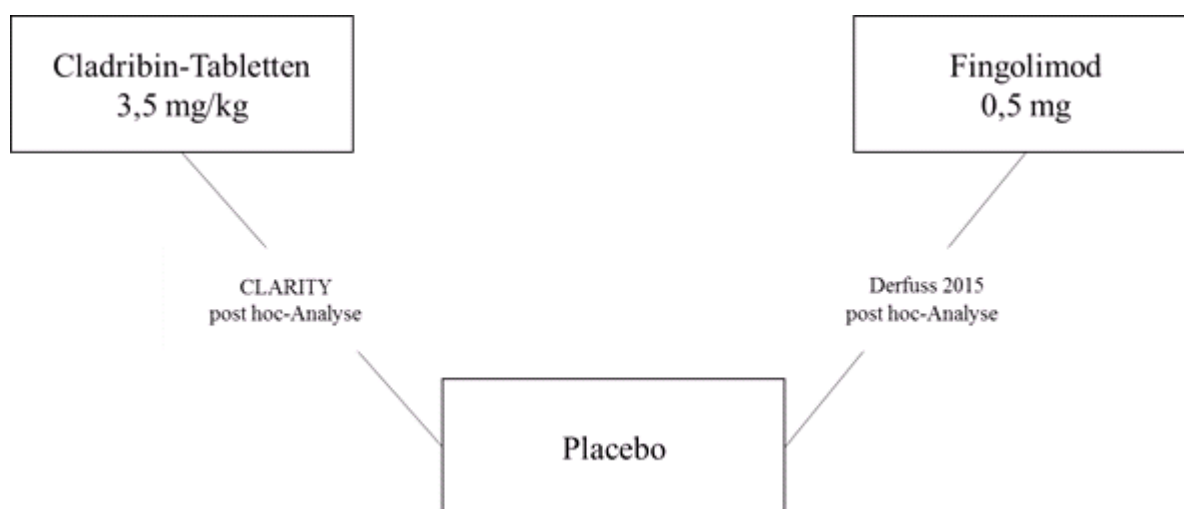 Cladribin-Tabletten
3,5 mg/kg
Fingolimod
0,5 mg
CLARITY
post hoc-Analyse
Derfuss 2015
post hoc-Analyse
Placebo